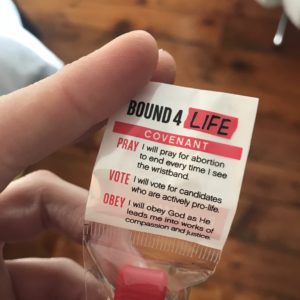 BOUND 4 LIFE
COVENANT
PRAY I will pray for abortion
to end every time I see
the wristband.
VOTE I will vote for candidates
who are actively pro-life.
OBEY I will obey God as He
leads me into works of
compassion and justice.